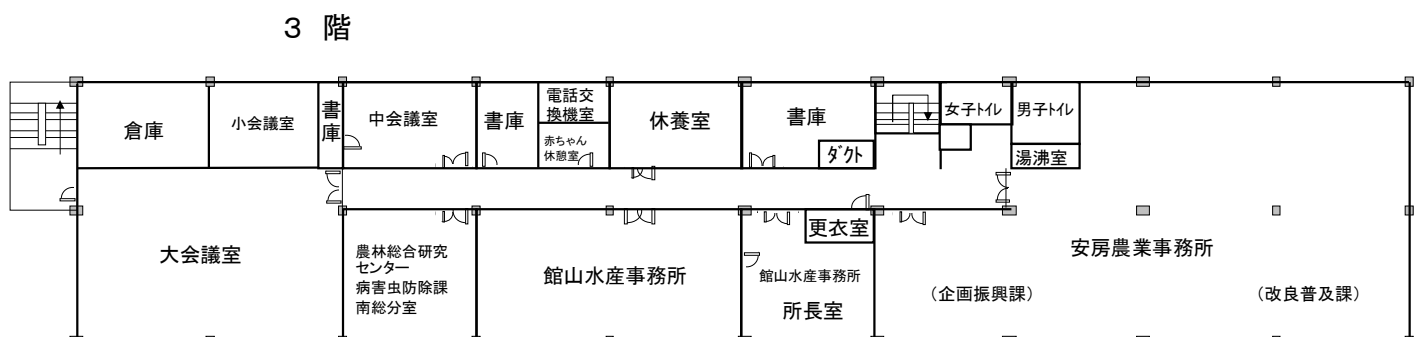 ３ 階
倉庫
小会議室
書
庫
中会議室
書庫
電話交
換機室
赤ちゃん
休憩室
休養室
書庫
ﾀﾞｸﾄ
女子ﾄｲﾚ
男子ﾄｲﾚ
湯沸室
大会議室
農林総合研究
センター
病害虫防除課
南総分室
館山水産事務所
更衣室
館山水産事務所
所長室
安房農業事務所
（企画振興課）
（改良普及課）